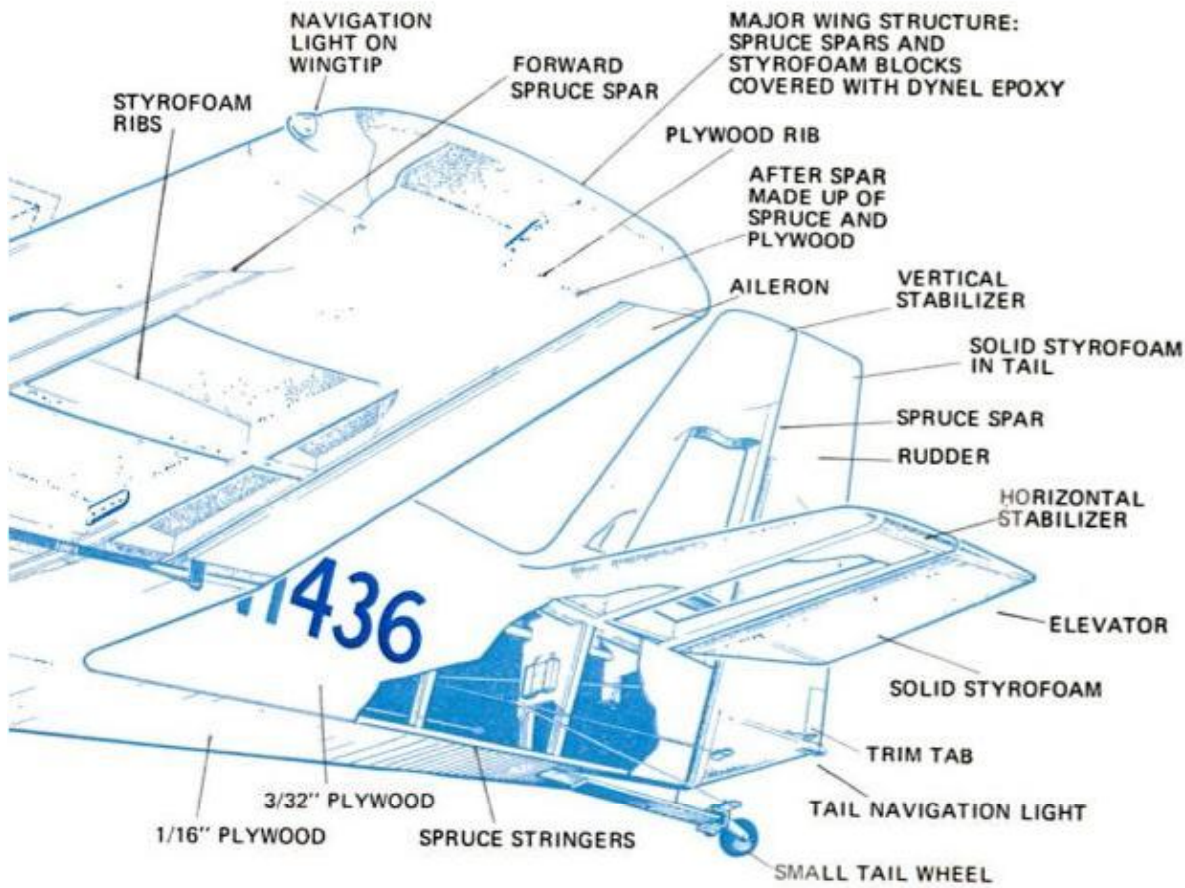 NAVIGATION
LIGHT ON
WINGTIP
MAJOR WING STRUCTURE:
SPRUCE SPARS AND
STYROFOAM BLOCKS
COVERED WITH DYNEL EPOXY
FORWARD
SPRUCE SPAR
STYROFOAM
RIBS
PLYWOOD RIB
AFTER SPAR
MADE UP OF
SPRUCE AND
PLYWOOD
AILERON
VERTICAL
STABILIZER
SOLID STYROFOAM
IN TAIL
SPRUCE SPAR
RUDDER
HORIZONTAL
STABILIZER
436
ELEVATOR
SOLID STYROFOAM
TRIM TAB
TAIL NAVIGATION LIGHT
3/32" PLYWOOD
1/16" PLYWOOD
SPRUCE STRINGERS
SMALL TAIL WHEEL